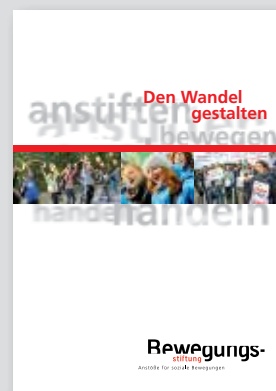 Den Wandel
gestalten
anstiften
bewegen
handeln
Bewegungs-
stiftung
Anstöße für soziale Bewegungen